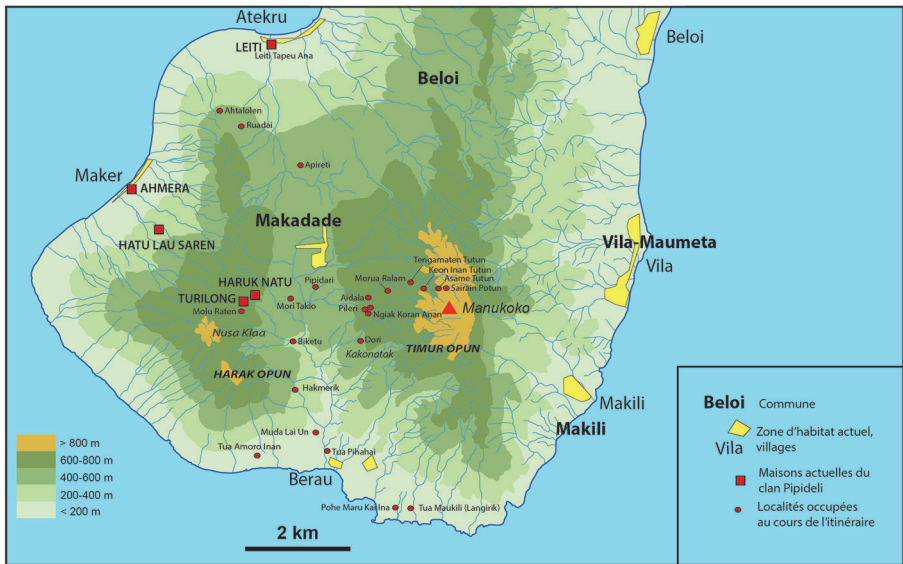 Atekru
LEITI
Leiti Tapeu Ana
Beloi
Beloi
Ahtalolen
Ruadai
Apireti
Maker
AHMERA
Makadade
HATU LAU SAREN
Vila-Maumeta
Vila
Tengamaten Tutun
Keon Inan Tutun
Morua Ralam
Asame Tutun
Sairain Potun
HARUK NATU
Pipidari
TURILONG
Aidala
Mori Taklo
Pileri
Molu Raten
Ngiak Koran Anan
Manukoko
Nusa Klaa
Biketu
Dori
Kakonatak
TIMUR OPUN
HARAK OPUN
Hakmerik
Makili
Makili
Muda Lai Un
Tua Amoro Inan
Tua Pihahai
Berau
Pohe Maru Kai Ina
Tua Maukili (Langirik)
> 800 m
600-800 m
400-600 m
200-400 m
< 200 m
2 km
Beloi Commune
Zone d'habitat actuel,
Vila villages
Maisons actuelles du
clan Pipideli
Localités occupées
au cours de l'itinéraire